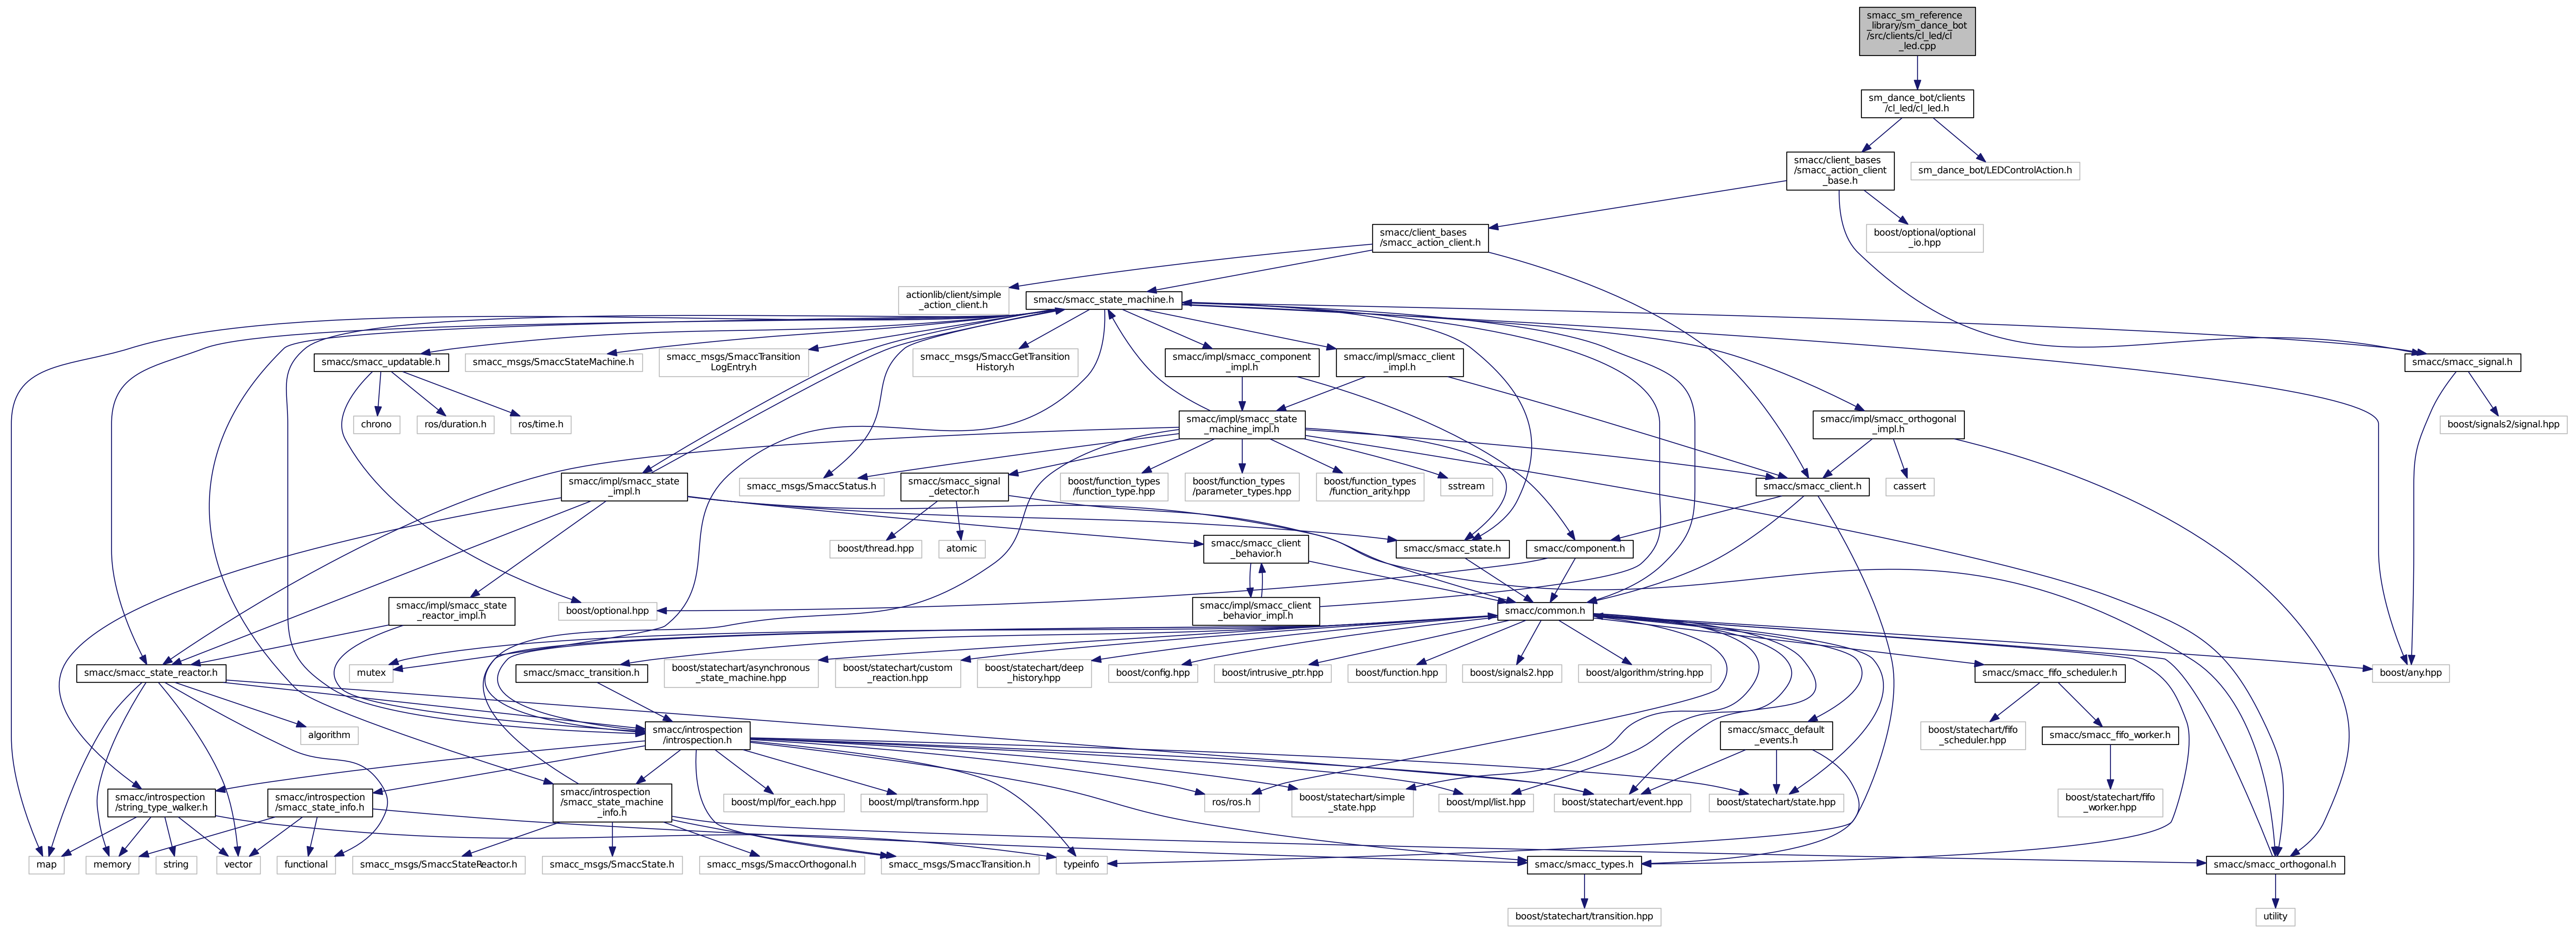 smacc_sm_reference
_library/sm_dance_bot
/src/clients/cl_led/cl
_led.cpp
sm_dance_bot/clients
/cl_led/cl_led.h
smacc/client_bases
/smacc_action_client
_base.h
sm_dance_bot/LEDControlAction.h
smacc/client_bases
/smacc_action_client.h
boost/optional/optional
_io.hpp
actionlib/client/simple
_action_client.h
smacc/smacc_state_machine.h
smacc/smacc_updatable.h
smacc_msgs/SmaccStateMachine.h
smacc_msgs/SmaccTransition
LogEntry.h
smacc_msgs/SmaccGetTransition
History.h
smacc/impl/smacc_component
_impl.h
smacc/impl/smacc_client
_impl.h
smacc/smacc_signal.h
chrono
ros/duration.h
ros/time.h
smacc/impl/smacc_state
_machine_impl.h
smacc/impl/smacc_orthogonal
_impl.h
boost/signals2/signal.hpp
smacc/impl/smacc_state
_impl.h
smacc_msgs/SmaccStatus.h
smacc/smacc_signal
_detector.h
boost/function_types
/function_type.hpp
boost/function_types
/parameter_types.hpp
boost/function_types
/function_arity.hpp
sstream
smacc/smacc_client.h
cassert
boost/thread.hpp
atomic
smacc/smacc_client
_behavior.h
smacc/smacc_state.h
smacc/component.h
smacc/impl/smacc_state
_reactor_impl.h
boost/optional.hpp
smacc/impl/smacc_client
_behavior_impl.h
smacc/common.h
smacc/smacc_state_reactor.h
mutex
smacc/smacc_transition.h
boost/statechart/asynchronous
_state_machine.hpp
boost/statechart/custom
_reaction.hpp
boost/statechart/deep
_history.hpp
boost/config.hpp
boost/intrusive_ptr.hpp
boost/function.hpp
boost/signals2.hpp
boost/algorithm/string.hpp
smacc/smacc_fifo_scheduler.h
boost/any.hpp
algorithm
smacc/introspection
/introspection.h
smacc/smacc_default
_events.h
boost/statechart/fifo
_scheduler.hpp
smacc/smacc_fifo_worker.h
smacc/introspection
/string_type_walker.h
smacc/introspection
/smacc_state_info.h
smacc/introspection
/smacc_state_machine
_info.h
boost/mpl/for_each.hpp
boost/mpl/transform.hpp
ros/ros.h
boost/statechart/simple
_state.hpp
boost/mpl/list.hpp
boost/statechart/event.hpp
boost/statechart/state.hpp
boost/statechart/fifo
_worker.hpp
map
memory
string
vector
functional
smacc_msgs/SmaccStateReactor.h
smacc_msgs/SmaccState.h
smacc_msgs/SmaccOrthogonal.h
smacc_msgs/SmaccTransition.h
typeinfo
smacc/smacc_types.h
smacc/smacc_orthogonal.h
boost/statechart/transition.hpp
utility